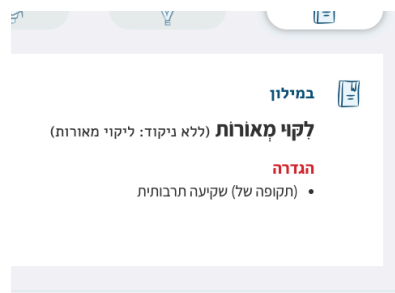 במילון
לִקּוּי מְאוֹרוֹת (ללא ניקוד: ליקוי מאורות)
הגדרה
• (תקופה של) שקיעה תרבותית